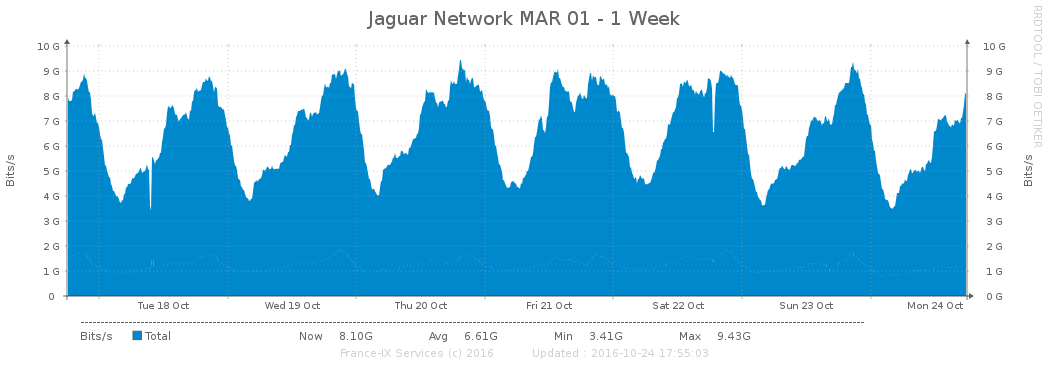 Jaguar Network MAR 01 - 1 Week
RRDTOOL / TOBI OETIKER
Bits/s
10 G
9 G
8 G
7 G
6 G
5 G
4 G
3 G
2 G
1 G
0
10 G
9 G
8 G
7 G
6 G
5 G
4 G
3 G
2 G
1 G
0 G
Bits/s
Tue 18 Oct Wed 19 Oct Thu 20 Oct Fri 21 Oct Sat 22 Oct Sun 23 Oct Mon 24 Oct
Bits/s Total Now 8.10G Avg 6.61G Min 3.41G Max 9.43G
France-IX Services (c) 2016 Updated : 2016-10-24 17:55:03